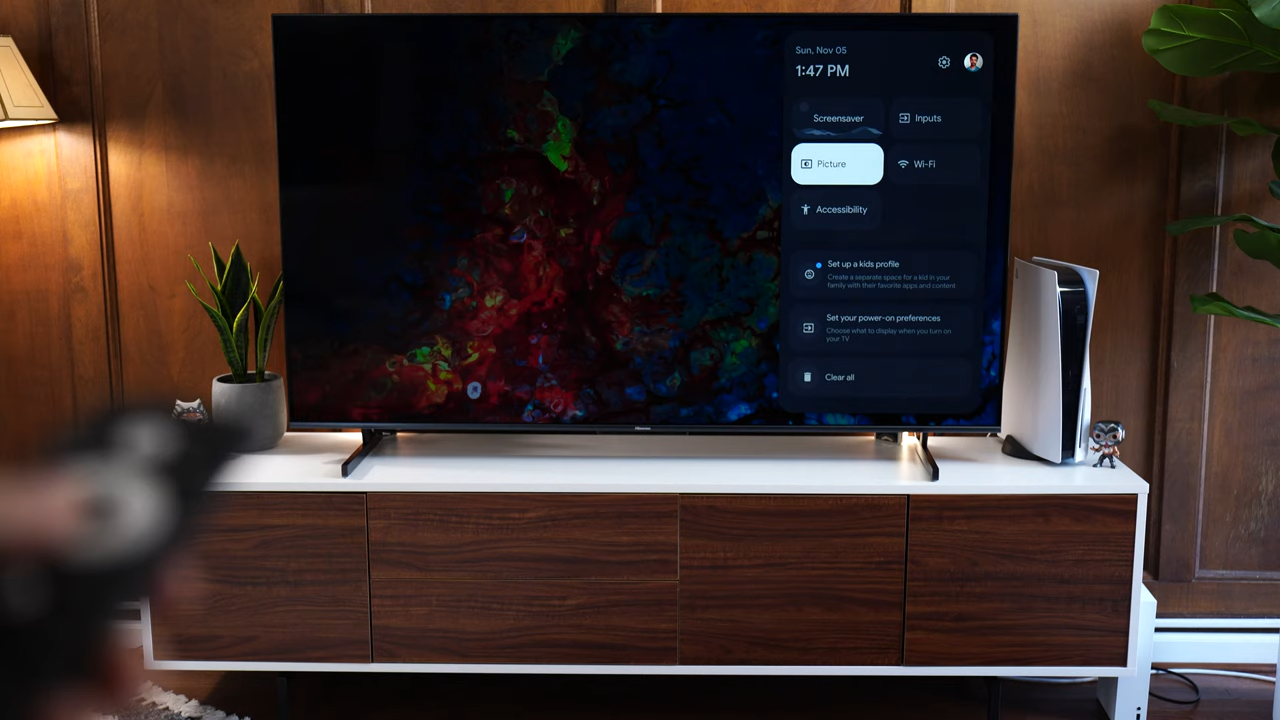 Sun, Nov 05
1:47 PM
Screensaver
Inputs
Picture
Wi-Fi
Accessibility
Set up a kids profile
Create a separate space for a kid in your
family with their favorite apps and content
Set your power-on preferences
Choose what to display when you turn on
your TV
Clear all
Hisense